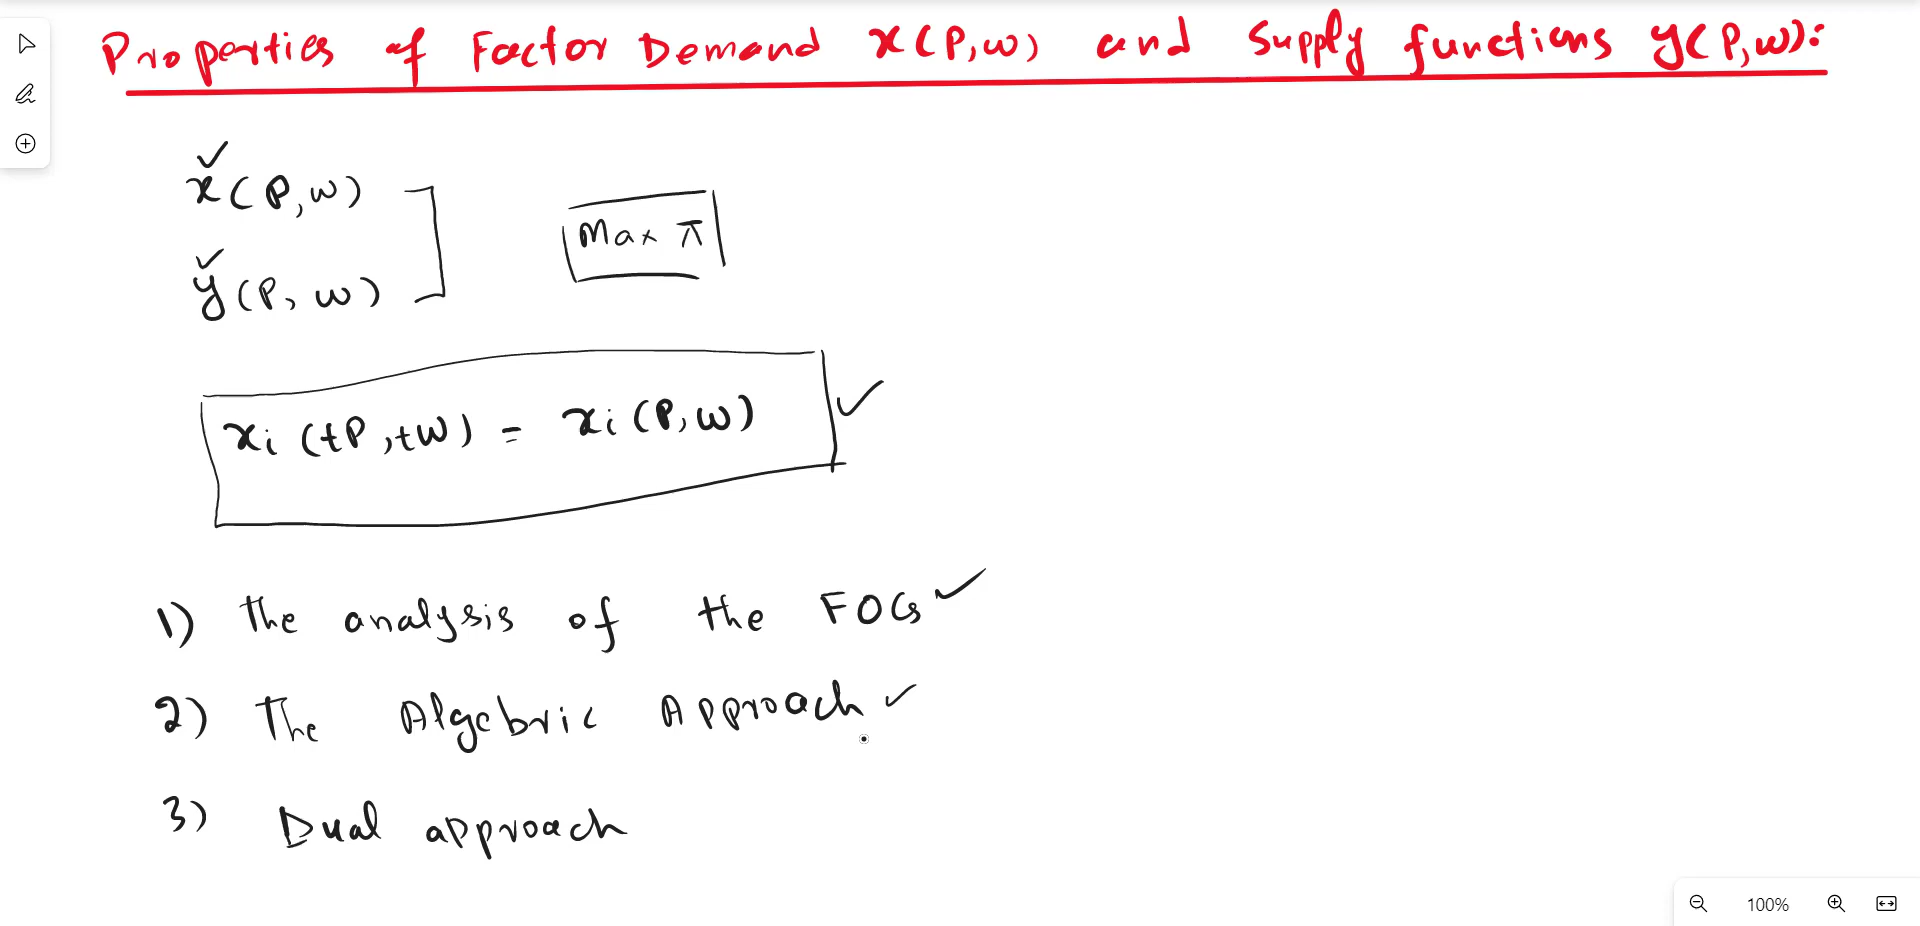 Properties of Factor Demand x(P,w) and Supply functions y(P,w):
x(P,w)
Max π
y(P,w)
xi (tP,tw) = xi (P,w)
1) The analysis of the FOCs
2) The Algebric Approach
3) Dual approach
100%